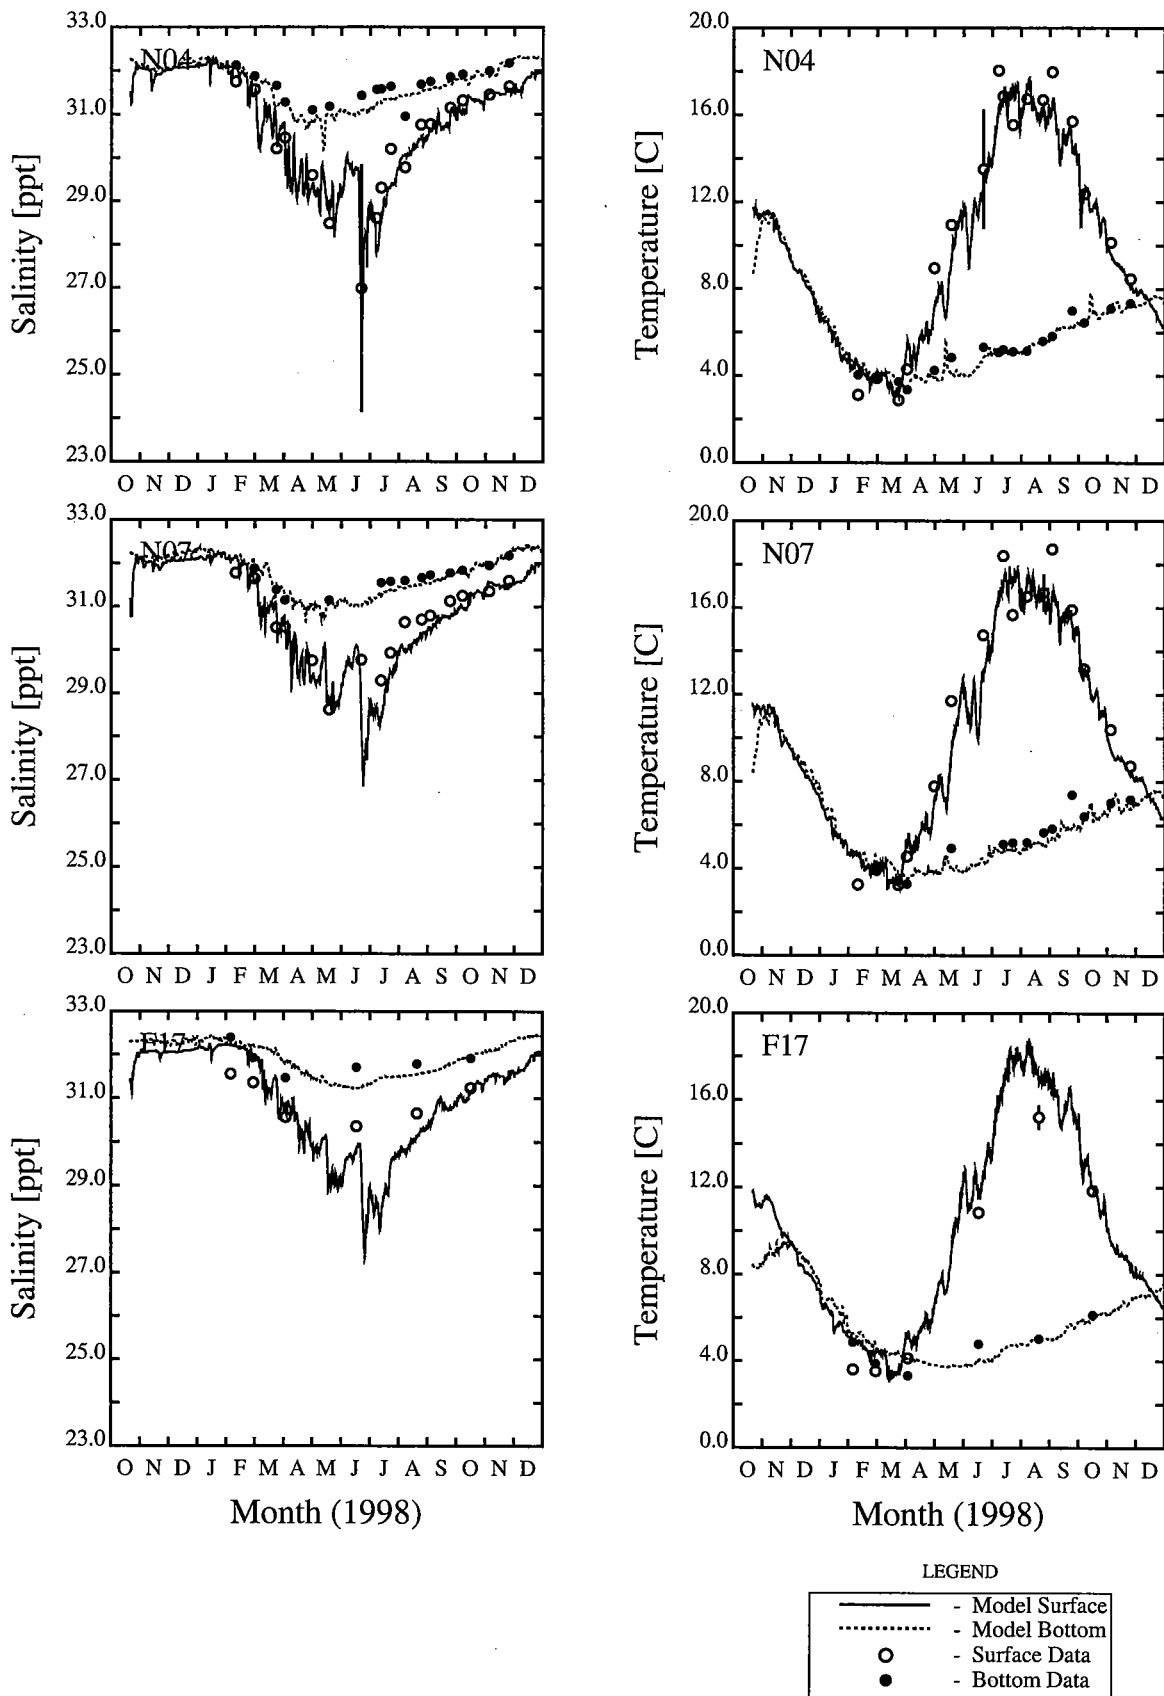 33.0
31.0
29.0
27.0
25.0
23.0
Salinity [ppt]
N04
O N D J F M A M J J A S O N D
20.0
16.0
12.0
8.0
4.0
0.0
Temperature [C]
N04
O N D J F M A M J J A S O N D
33.0
31.0
29.0
27.0
25.0
23.0
Salinity [ppt]
N07
O N D J F M A M J J A S O N D
20.0
16.0
12.0
8.0
4.0
0.0
Temperature [C]
N07
O N D J F M A M J J A S O N D
33.0
31.0
29.0
27.0
25.0
23.0
Salinity [ppt]
F17
O N D J F M A M J J A S O N D
Month (1998)
20.0
16.0
12.0
8.0
4.0
0.0
Temperature [C]
F17
O N D J F M A M J J A S O N D
Month (1998)
LEGEND
- Model Surface
- Model Bottom
- Surface Data
- Bottom Data